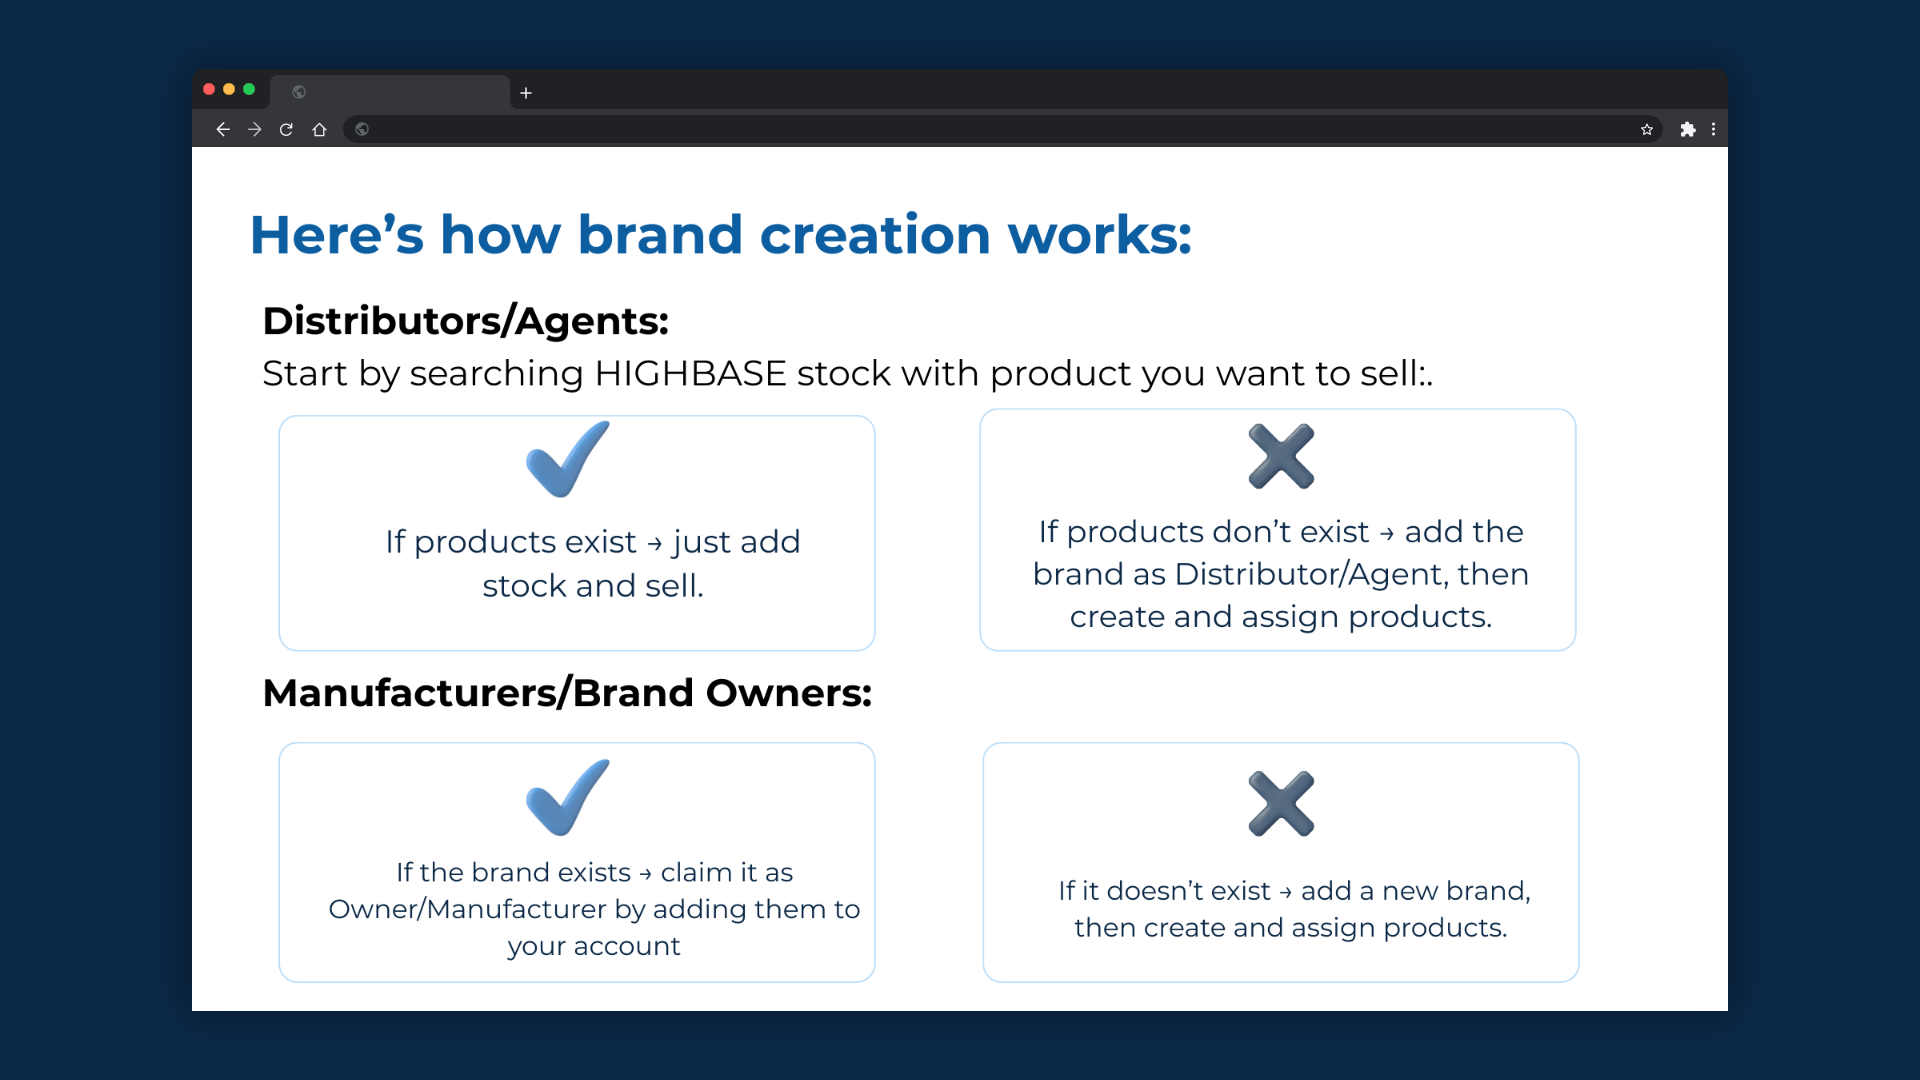 Here’s how brand creation works:
Distributors/Agents:
Start by searching HIGHBASE stock with product you want to sell:.
If products exist → just add
stock and sell.
If products don’t exist → add the
brand as Distributor/Agent, then
create and assign products.
Manufacturers/Brand Owners:
If the brand exists → claim it as
Owner/Manufacturer by adding them to
your account
If it doesn’t exist → add a new brand,
then create and assign products.